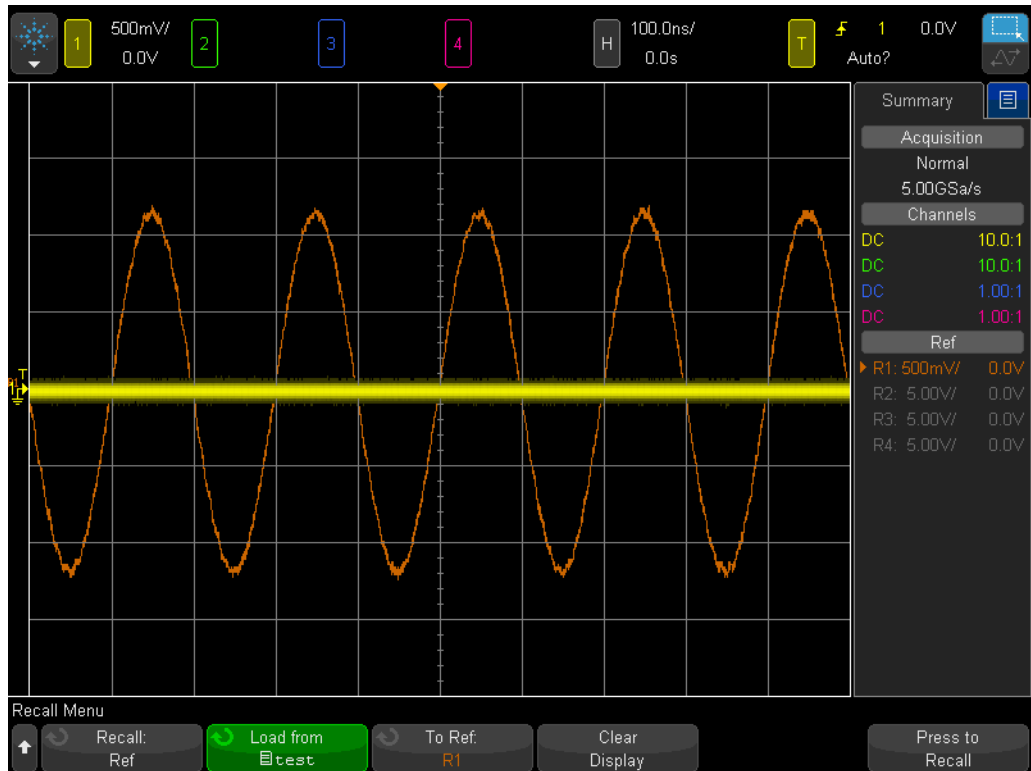 1
500mV/
0.0V
2
3
4
H
100.0ns/
0.0s
T
1
0.0V
Auto?
Summary
Acquisition
Normal
5.00GSa/s
Channels
DC 10.0:1
DC 10.0:1
DC 1.00:1
DC 1.00:1
Ref
R1: 500mV/ 0.0V
R2: 5.00V/ 0.0V
R3: 5.00V/ 0.0V
R4: 5.00V/ 0.0V
T
Recall Menu
Recall:
Ref
Load from
test
To Ref:
R1
Clear
Display
Press to
Recall